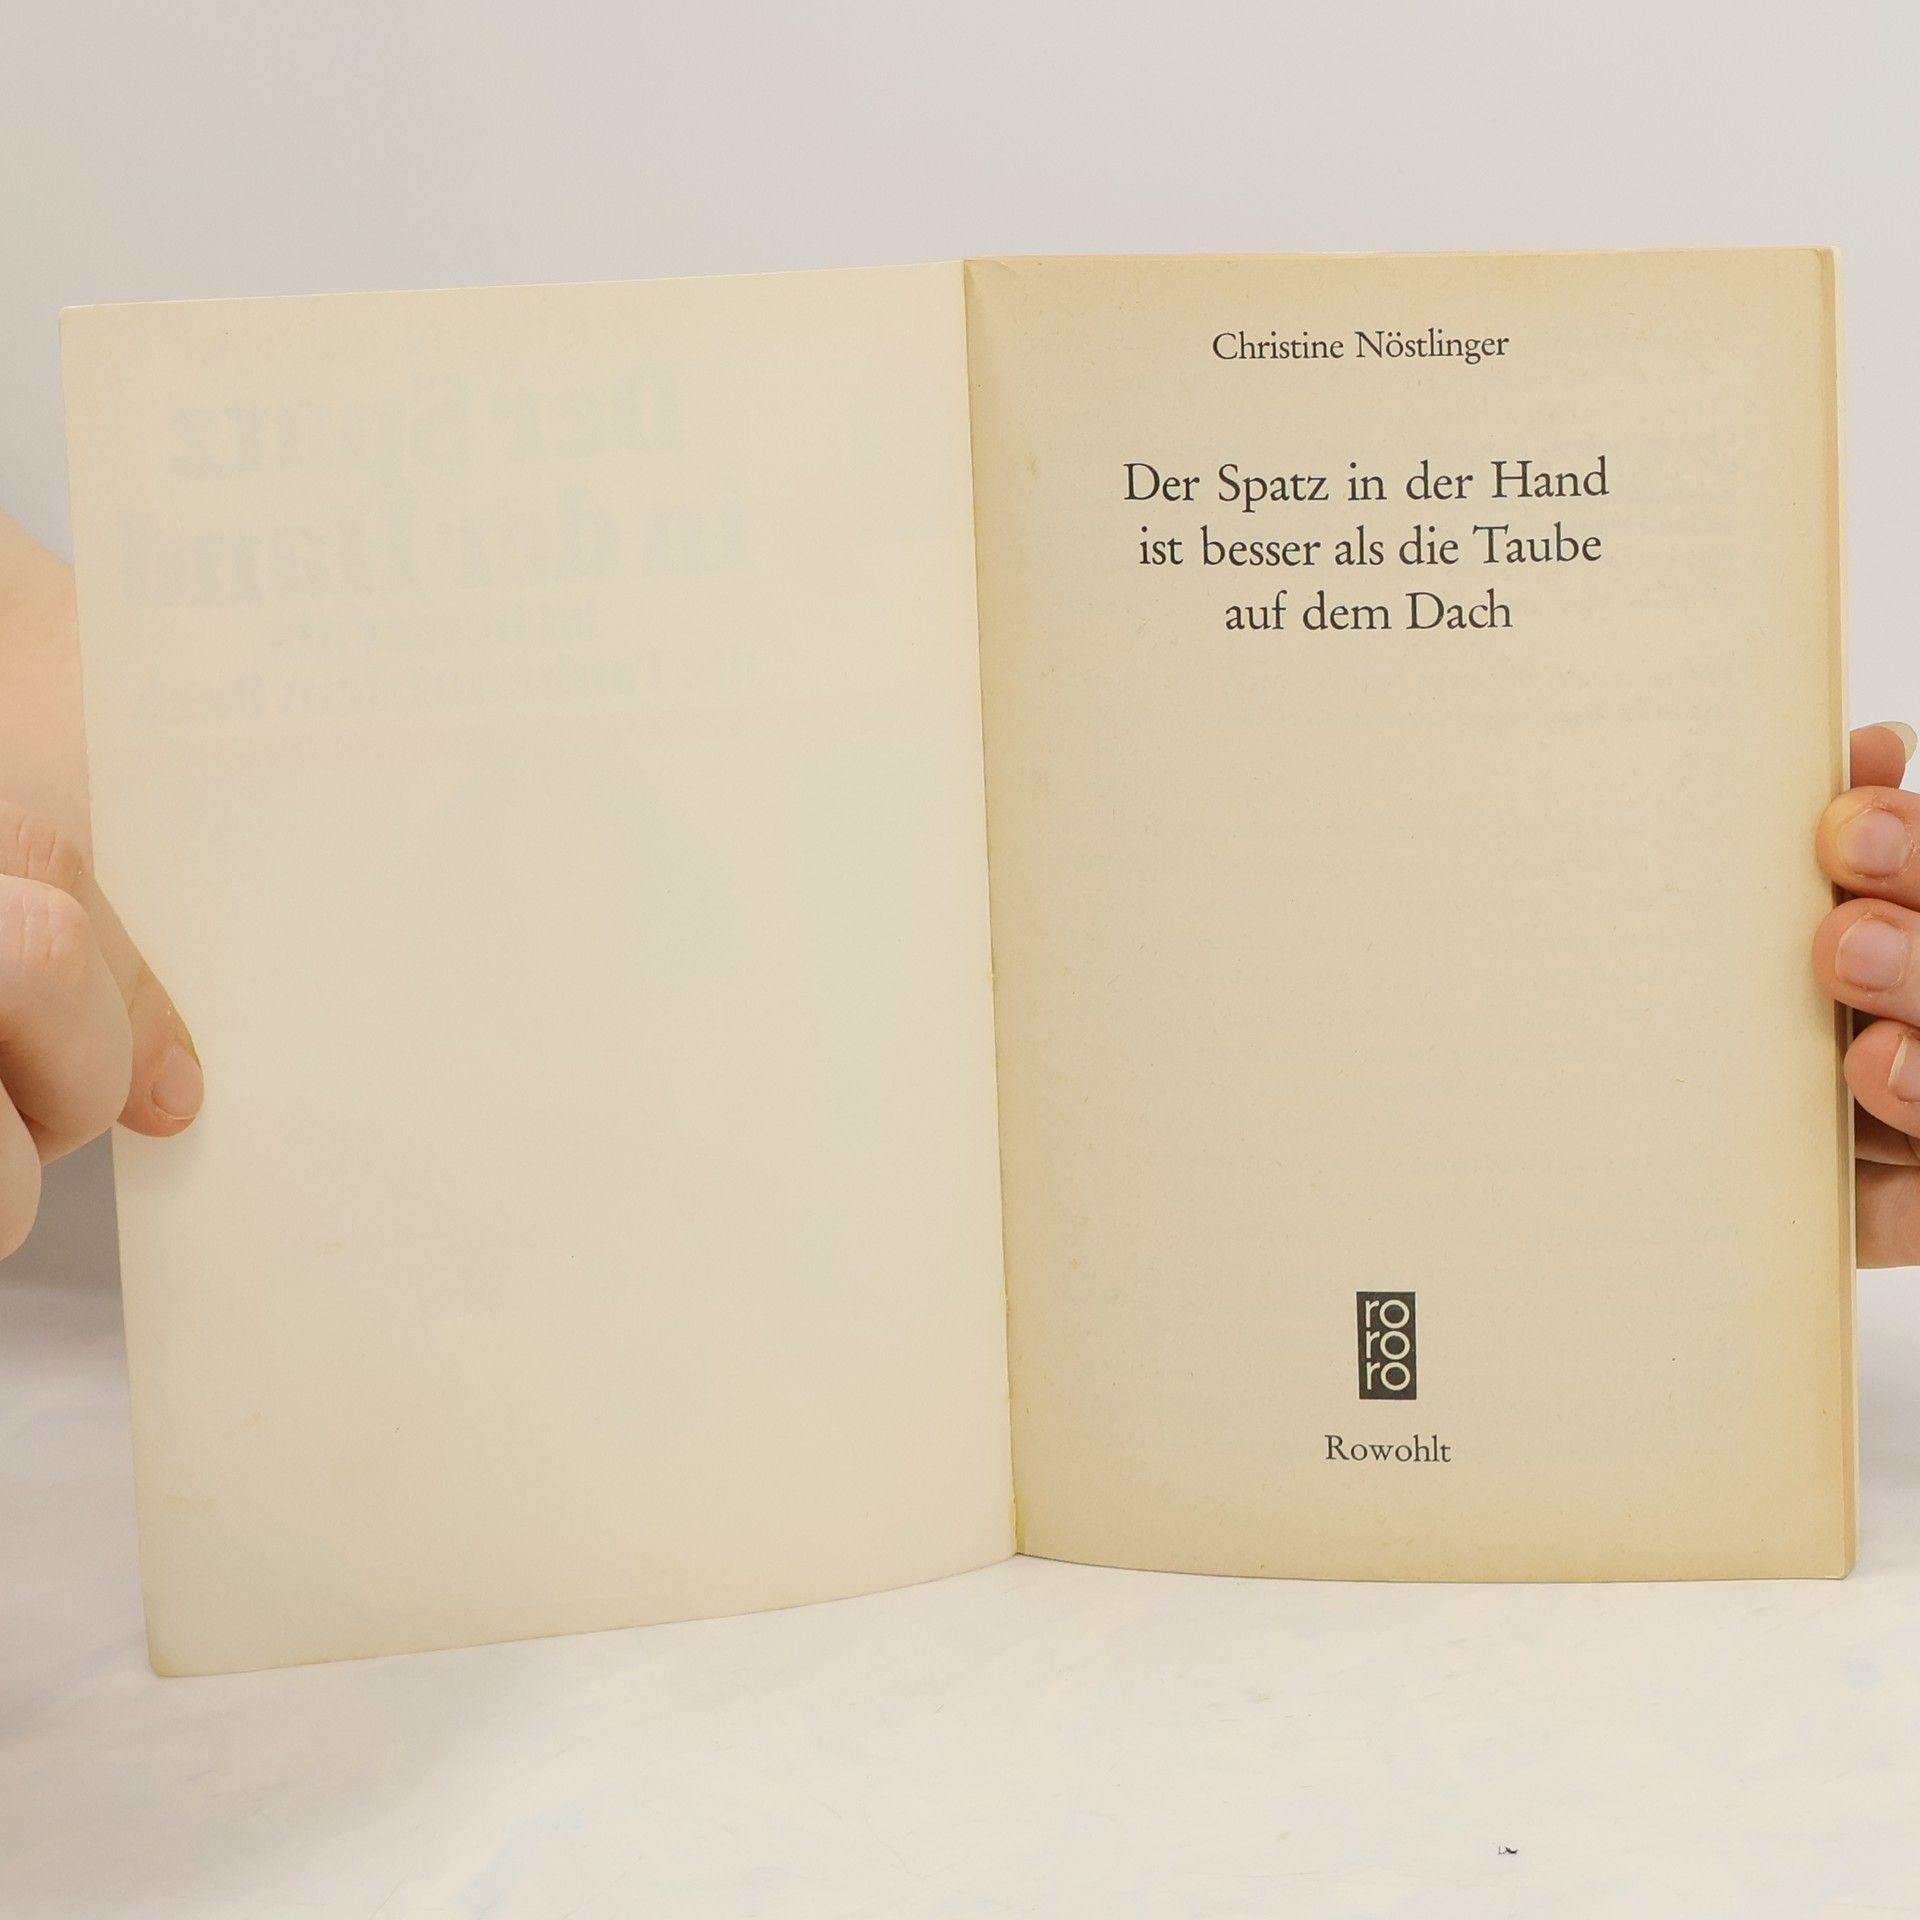 Christine Nöstlinger
Der Spatz in der Hand
ist besser als die Taube
auf dem Dach
ro
ro
ro
Rowohlt